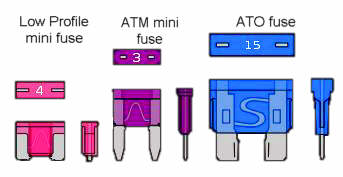 Low Profile
mini fuse
ATM mini
fuse
ATO fuse
4
3
15